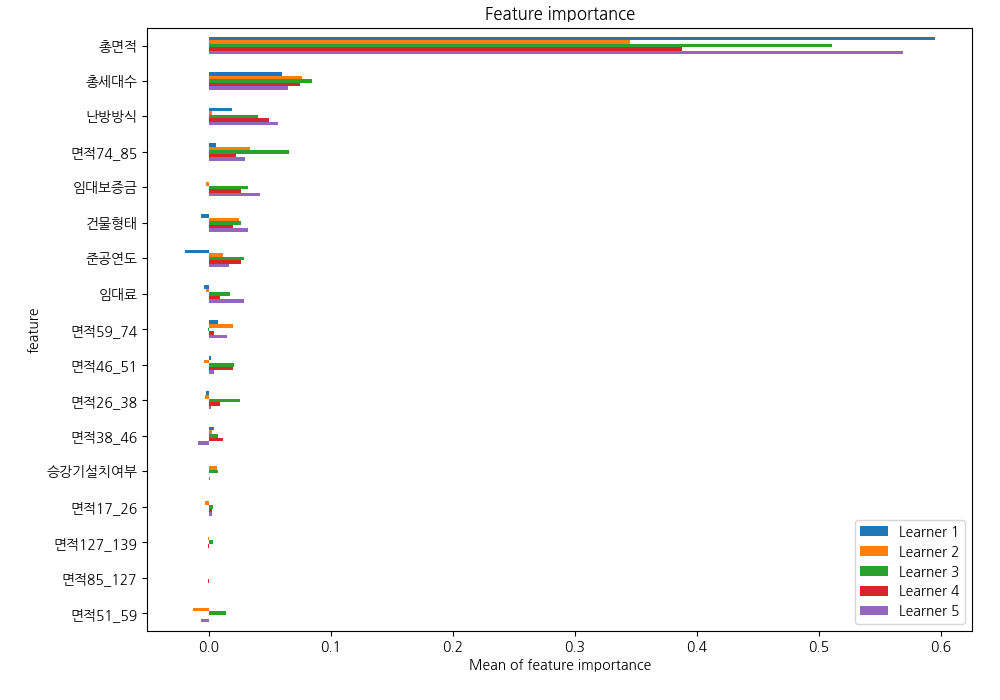 Feature importance
총면적
총세대수
난방방식
면적74_85
임대보증금
건물형태
준공연도
임대료
면적59_74
면적46_51
면적26_38
면적38_46
승강기설치여부
면적17_26
면적127_139
면적85_127
면적51_59
feature
0.0 0.1 0.2 0.3 0.4 0.5 0.6
Mean of feature importance
Learner 1
Learner 2
Learner 3
Learner 4
Learner 5